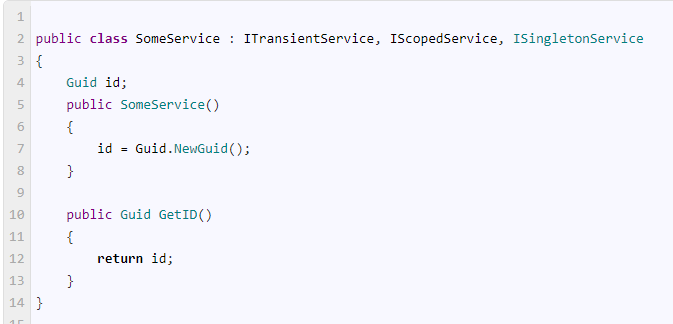 1
2 public class SomeService : ITransientService, IScopedService, ISingletonService
3 {
4     Guid id;
5     public SomeService()
6     {
7         id = Guid.NewGuid();
8     }
9
10     public Guid GetID()
11     {
12         return id;
13     }
14 }
15